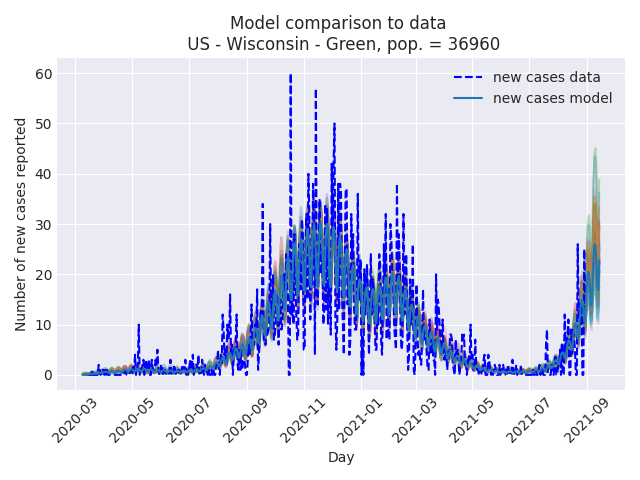 Model comparison to data
US - Wisconsin - Green, pop. = 36960
new cases data
new cases model
Number of new cases reported
60
50
40
30
20
10
0
2020-03
2020-05
2020-07
2020-09
2020-11
2021-01
2021-03
2021-05
2021-07
2021-09
Day